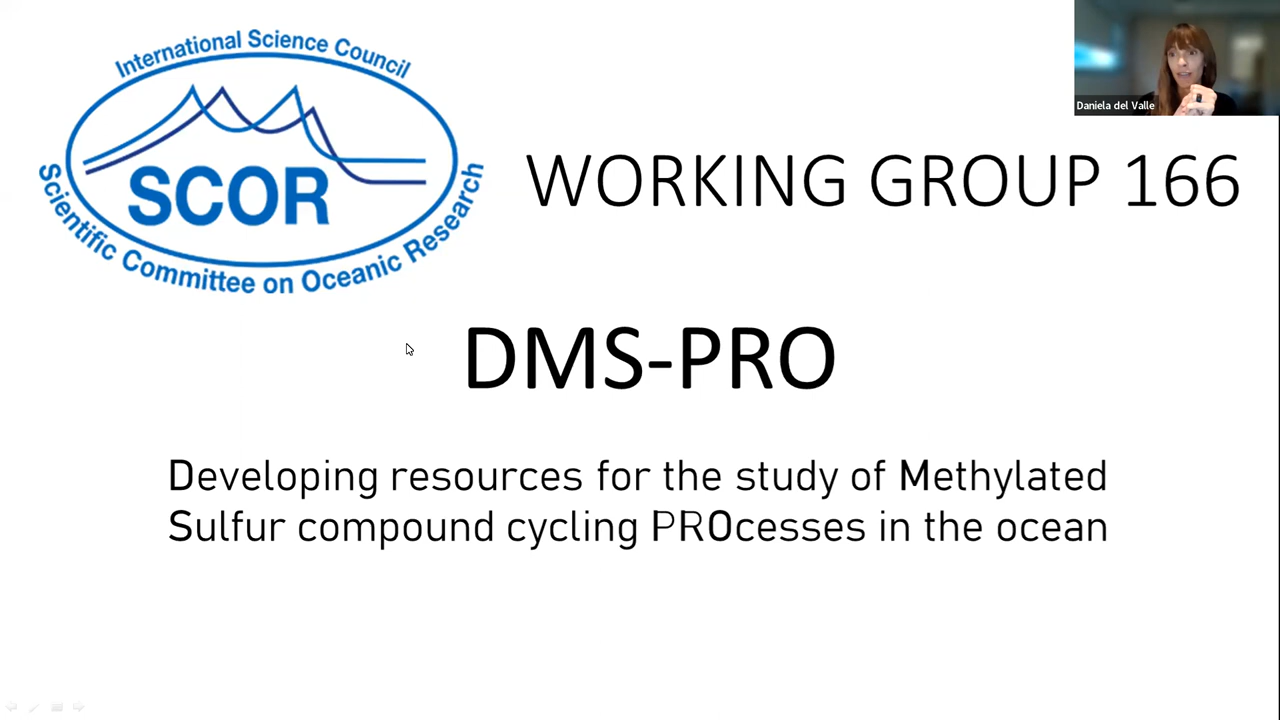 International Science Council
SCOR
Scientific Committee on Oceanic Research
Daniela del Valle
WORKING GROUP 166
DMS-PRO
Developing resources for the study of Methylated
Sulfur compound cycling PROcesses in the ocean